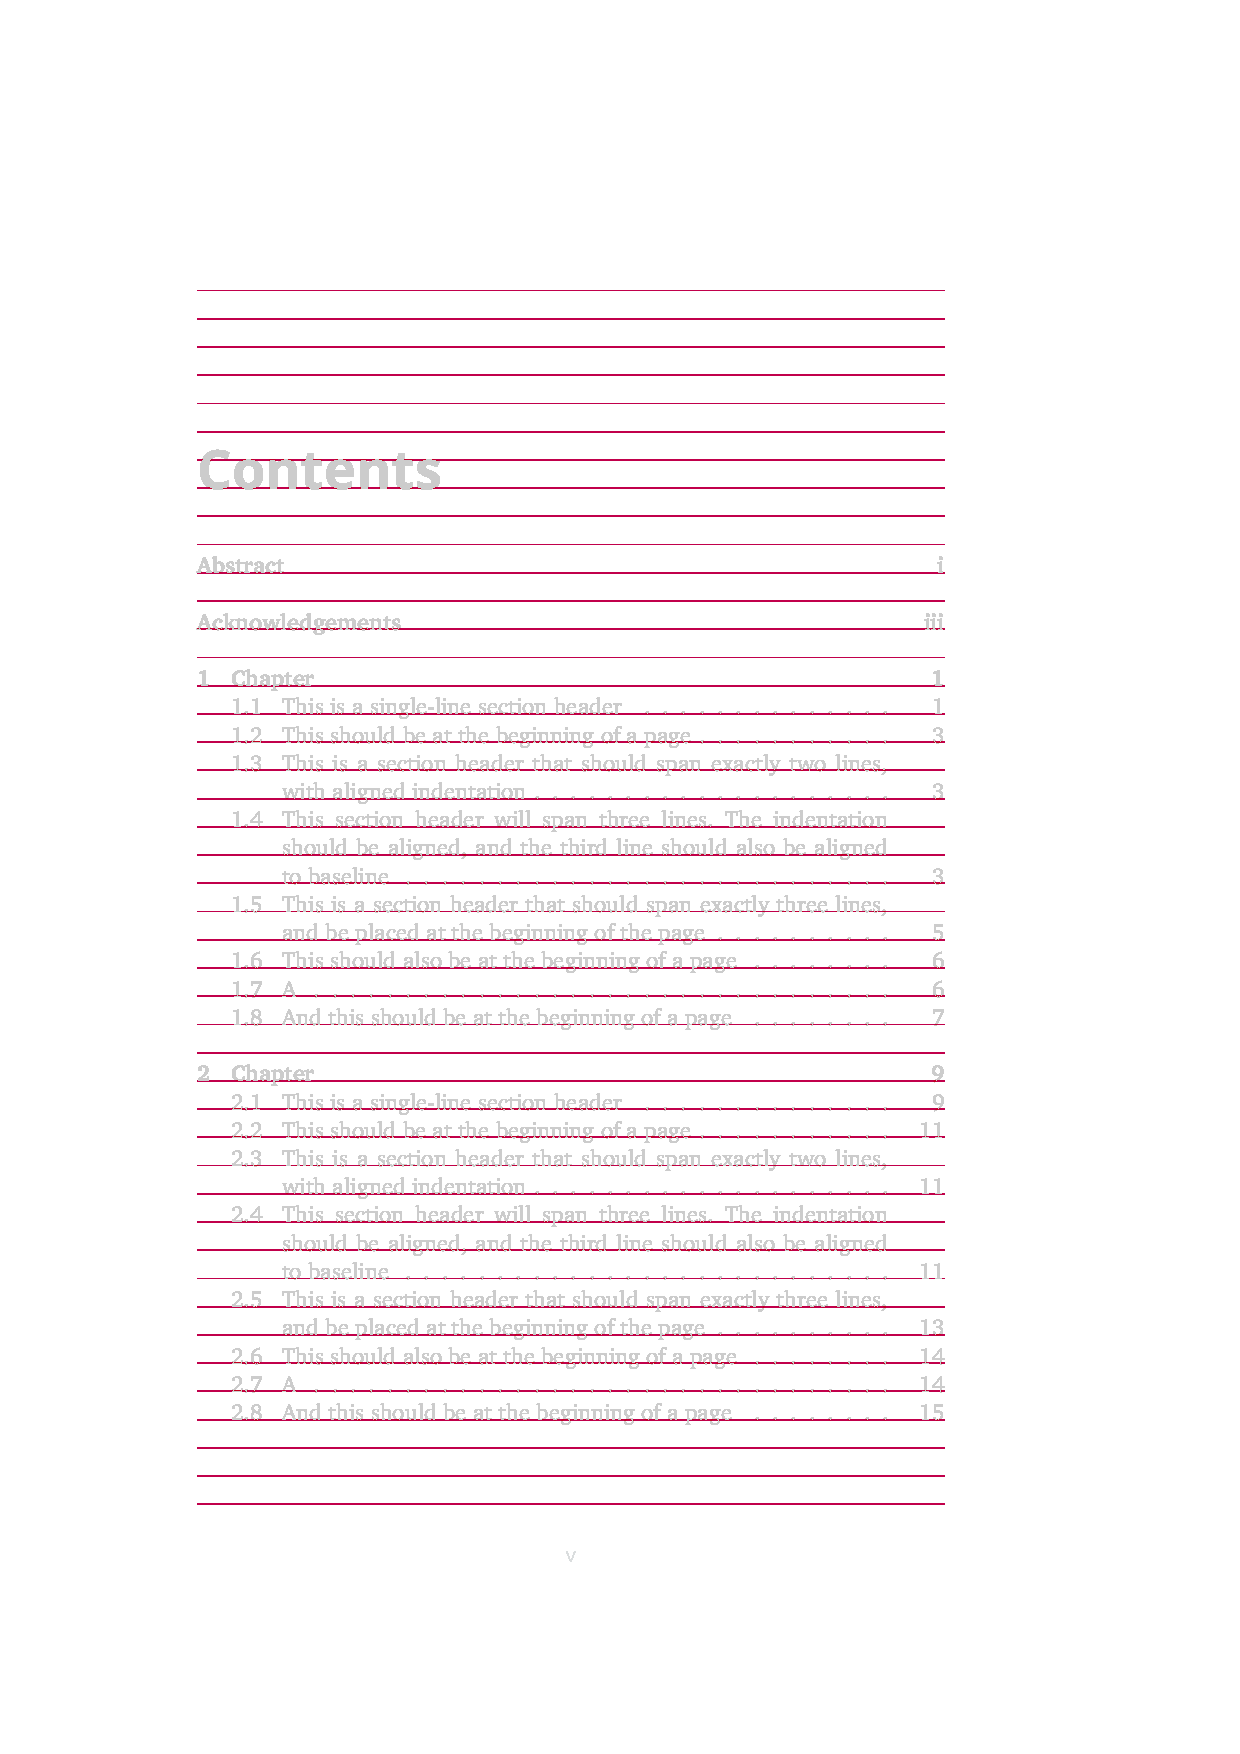 Contents
Abstract i
Acknowledgements iii
1 Chapter 1
1.1 This is a single-line section header . . . . . . . . . . . . . . 1
1.2 This should be at the beginning of a page . . . . . . . . . . . 3
1.3 This is a section header that should span exactly two lines,
with aligned indentation . . . . . . . . . . . . . . . . . . . . 3
1.4 This section header will span three lines. The indentation
should be aligned, and the third line should also be aligned
to baseline . . . . . . . . . . . . . . . . . . . . . . . . . . . 3
1.5 This is a section header that should span exactly three lines,
and be placed at the beginning of the page . . . . . . . . . . 5
1.6 This should also be at the beginning of a page . . . . . . . . 6
1.7 A . . . . . . . . . . . . . . . . . . . . . . . . . . . . . . . . 6
1.8 And this should be at the beginning of a page . . . . . . . . 7
2 Chapter 9
2.1 This is a single-line section header . . . . . . . . . . . . . . 9
2.2 This should be at the beginning of a page . . . . . . . . . . . 11
2.3 This is a section header that should span exactly two lines,
with aligned indentation . . . . . . . . . . . . . . . . . . . . 11
2.4 This section header will span three lines. The indentation
should be aligned, and the third line should also be aligned
to baseline . . . . . . . . . . . . . . . . . . . . . . . . . . . 11
2.5 This is a section header that should span exactly three lines,
and be placed at the beginning of the page . . . . . . . . . . 13
2.6 This should also be at the beginning of a page . . . . . . . . 14
2.7 A . . . . . . . . . . . . . . . . . . . . . . . . . . . . . . . . 14
2.8 And this should be at the beginning of a page . . . . . . . . 15
v